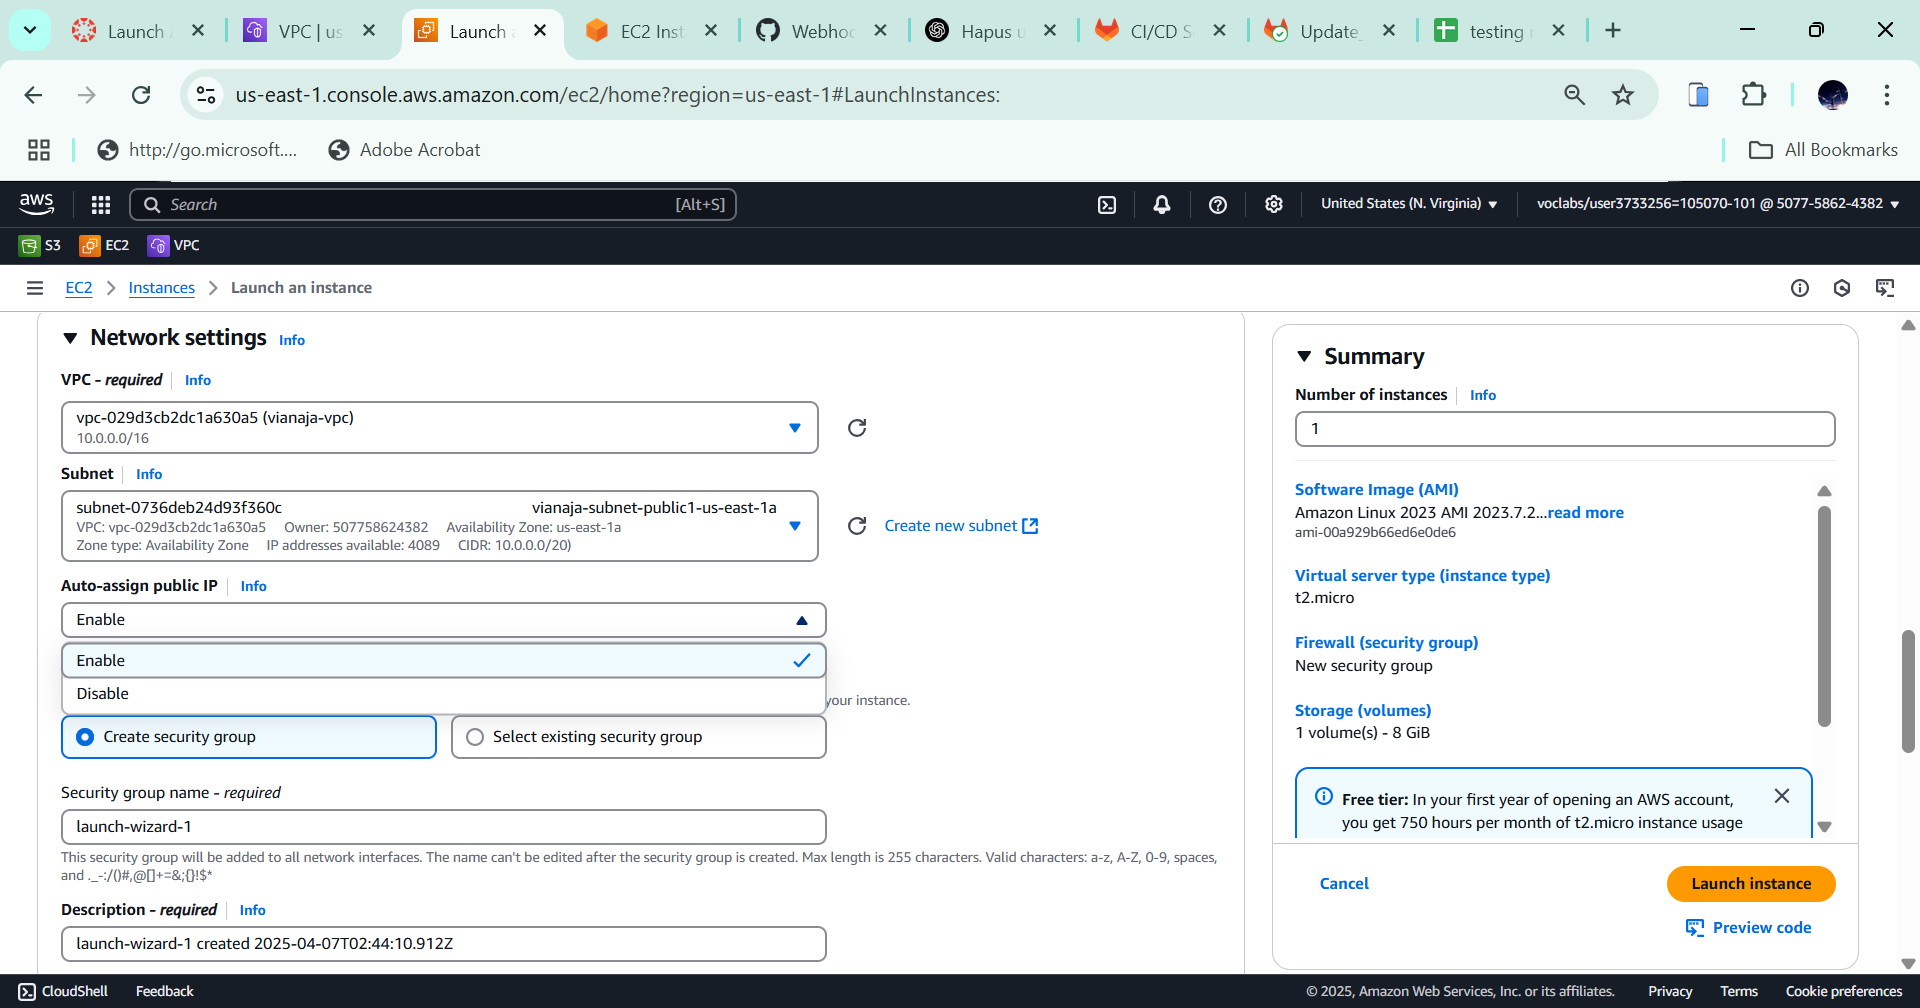 Launch
VPC | us
Launch
EC2 Inst
Webhoo
Hapus u
CI/CD S
Update_
testing
us-east-1.console.aws.amazon.com/ec2/home?region=us-east-1#LaunchInstances:
http://go.microsoft....
Adobe Acrobat
All Bookmarks
aws
Search
[Alt+S]
United States (N. Virginia)
voclabs/user3733256=105070-101 @ 5077-5862-4382
S3
EC2
VPC
EC2
Instances
Launch an instance
Network settings
Info
VPC - required
Info
vpc-029d3cb2dc1a630a5 (vianaja-vpc)
10.0.0.0/16
Subnet
Info
subnet-0736deb24d93f360c
vianaja-subnet-public1-us-east-1a
VPC: vpc-029d3cb2dc1a630a5 Owner: 507758624382 Availability Zone: us-east-1a
Zone type: Availability Zone IP addresses available: 4089 CIDR: 10.0.0.0/20)
Create new subnet
Auto-assign public IP
Info
Enable
Enable
Disable
your instance.
Create security group
Select existing security group
Security group name - required
launch-wizard-1
This security group will be added to all network interfaces. The name can't be edited after the security group is created. Max length is 255 characters. Valid characters: a-z, A-Z, 0-9, spaces,
and ._-:/()#,@[]+=&;{}!$*
Description - required
Info
launch-wizard-1 created 2025-04-07T02:44:10.912Z
Summary
Number of instances
Info
1
Software Image (AMI)
Amazon Linux 2023 AMI 2023.7.2...read more
ami-00a929b66ed6e0de6
Virtual server type (instance type)
t2.micro
Firewall (security group)
New security group
Storage (volumes)
1 volume(s) - 8 GiB
Free tier: In your first year of opening an AWS account,
you get 750 hours per month of t2.micro instance usage
Cancel
Launch instance
Preview code
CloudShell
Feedback
© 2025, Amazon Web Services, Inc. or its affiliates.
Privacy
Terms
Cookie preferences